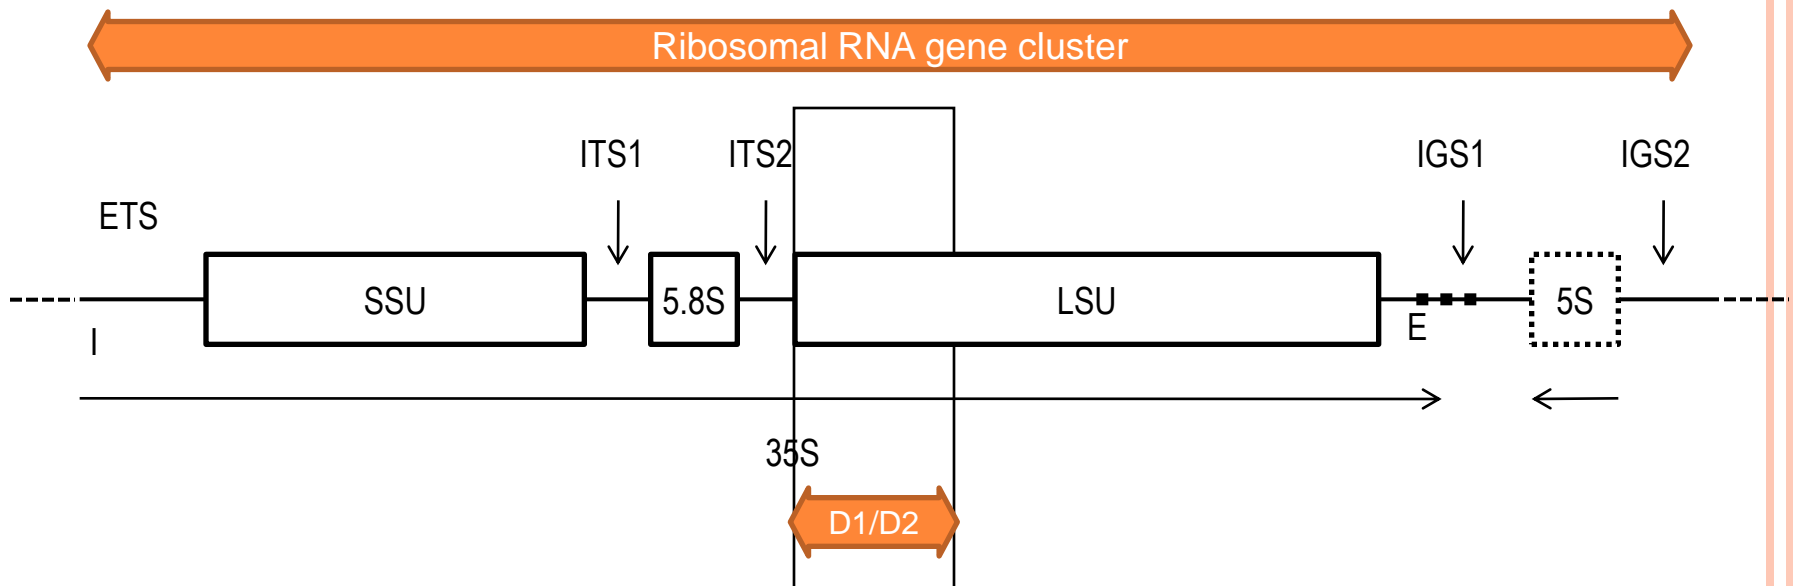 Ribosomal RNA gene cluster
ITS1 ITS2 IGS1 IGS2
ETS
SSU 5.8S LSU 5S
I E
35S
D1/D2